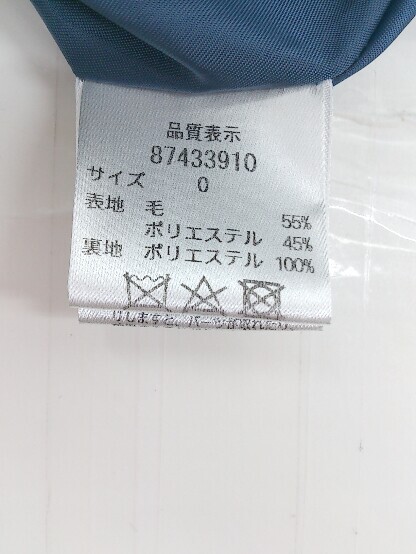 品質表示
87433910
サイズ 0
表地 毛 55%
ポリエステル 45%
裏地 ポリエステル 100%